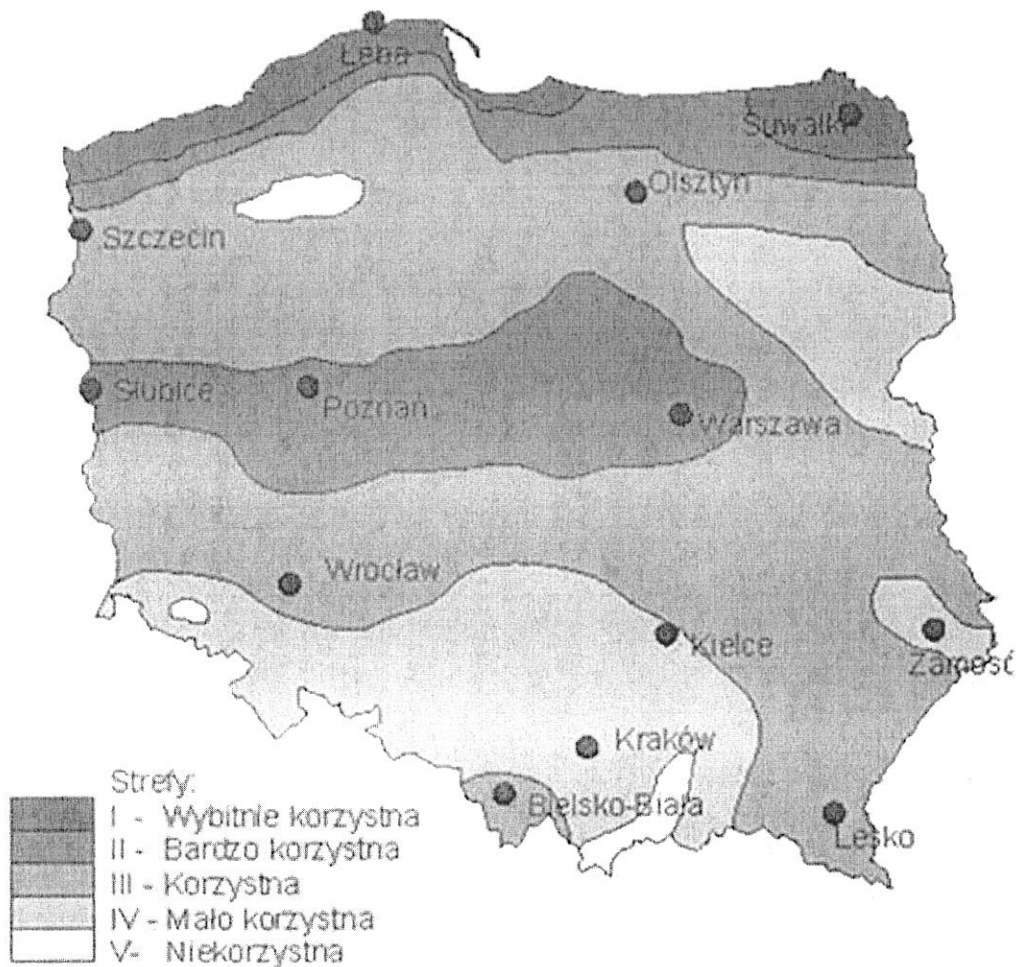 Łeba
Suwałki
Olsztyn
Szczecin
Słubice
Poznań
Warszawa
Wrocław
Kielce
Zamość
Kraków
Bielsko-Biała
Lesko
Strefy:
I - Wybitnie korzystna
II - Bardzo korzystna
III - Korzystna
IV - Mało korzystna
V- Niekorzystna